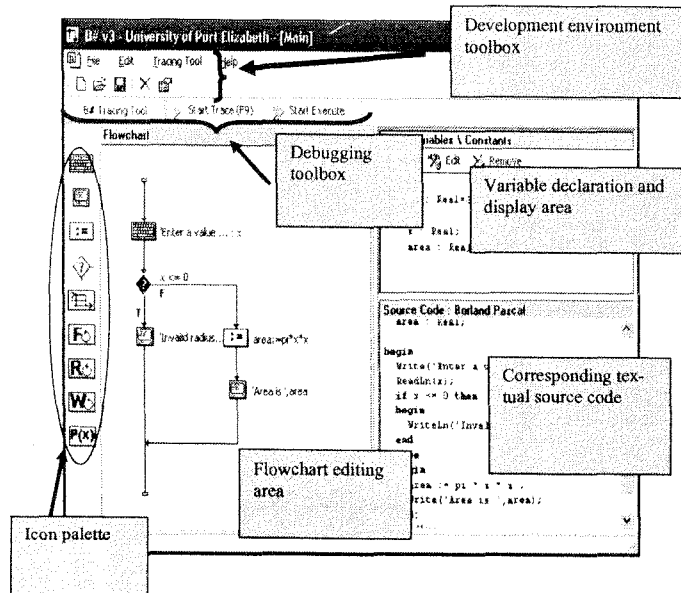 B# v3 - University of Port Elizabeth - [Main]
File Edit Tracing Tool Help
Development environment
toolbox
B# Tracing Tool Start Trace (F9) Start Execute
Flowchart
Debugging
toolbox
Variables \ Constants
Edit Remove
Variable declaration and
display area
Real=
x : Real;
area : Real
'Enter a value ... : x
:=
?
?
x <= 0
F
T
'Invalid radius...
:=
area:=pi*x*x
'Area is ',area
F
R
W
P(x)
Source Code : Borland Pascal
area : Real;
begin
Write('Enter a
ReadLn(x);
if x <= 0 then
begin
WriteLn('Inval
end
area := pi * x * x ;
Write('Area is ',area);
Corresponding tex-
tual source code
Flowchart editing
area
Icon palette